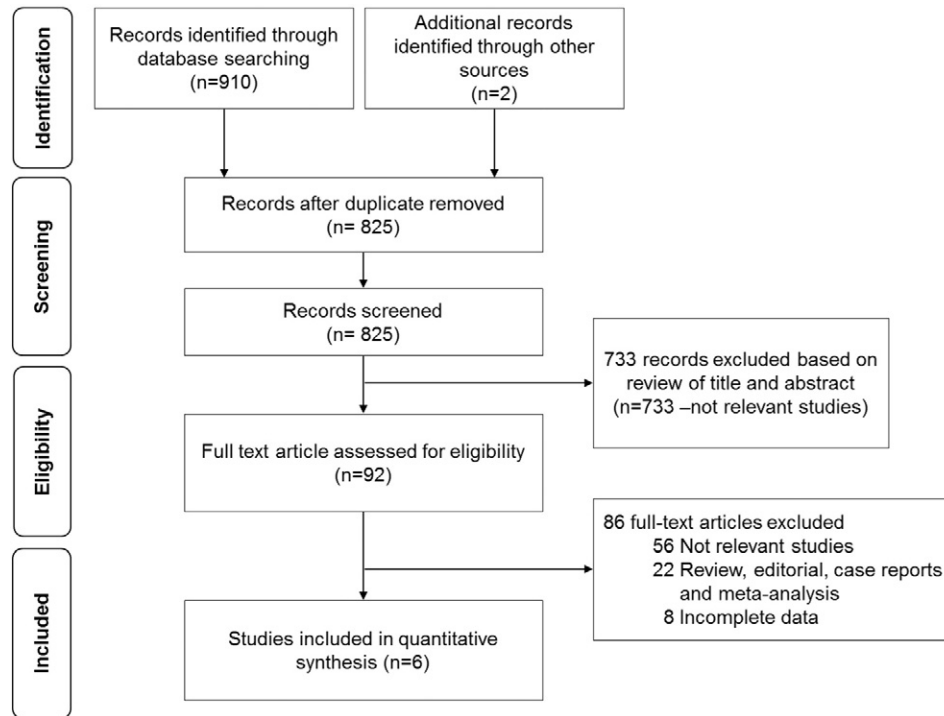 Identification
Records identified through
database searching
(n=910)
Additional records
identified through other
sources
(n=2)
Screening
Records after duplicate removed
(n= 825)
Records screened
(n= 825)
733 records excluded based on
review of title and abstract
(n=733 –not relevant studies)
Eligibility
Full text article assessed for eligibility
(n=92)
86 full-text articles excluded
56 Not relevant studies
22 Review, editorial, case reports
and meta-analysis
8 Incomplete data
Included
Studies included in quantitative
synthesis (n=6)